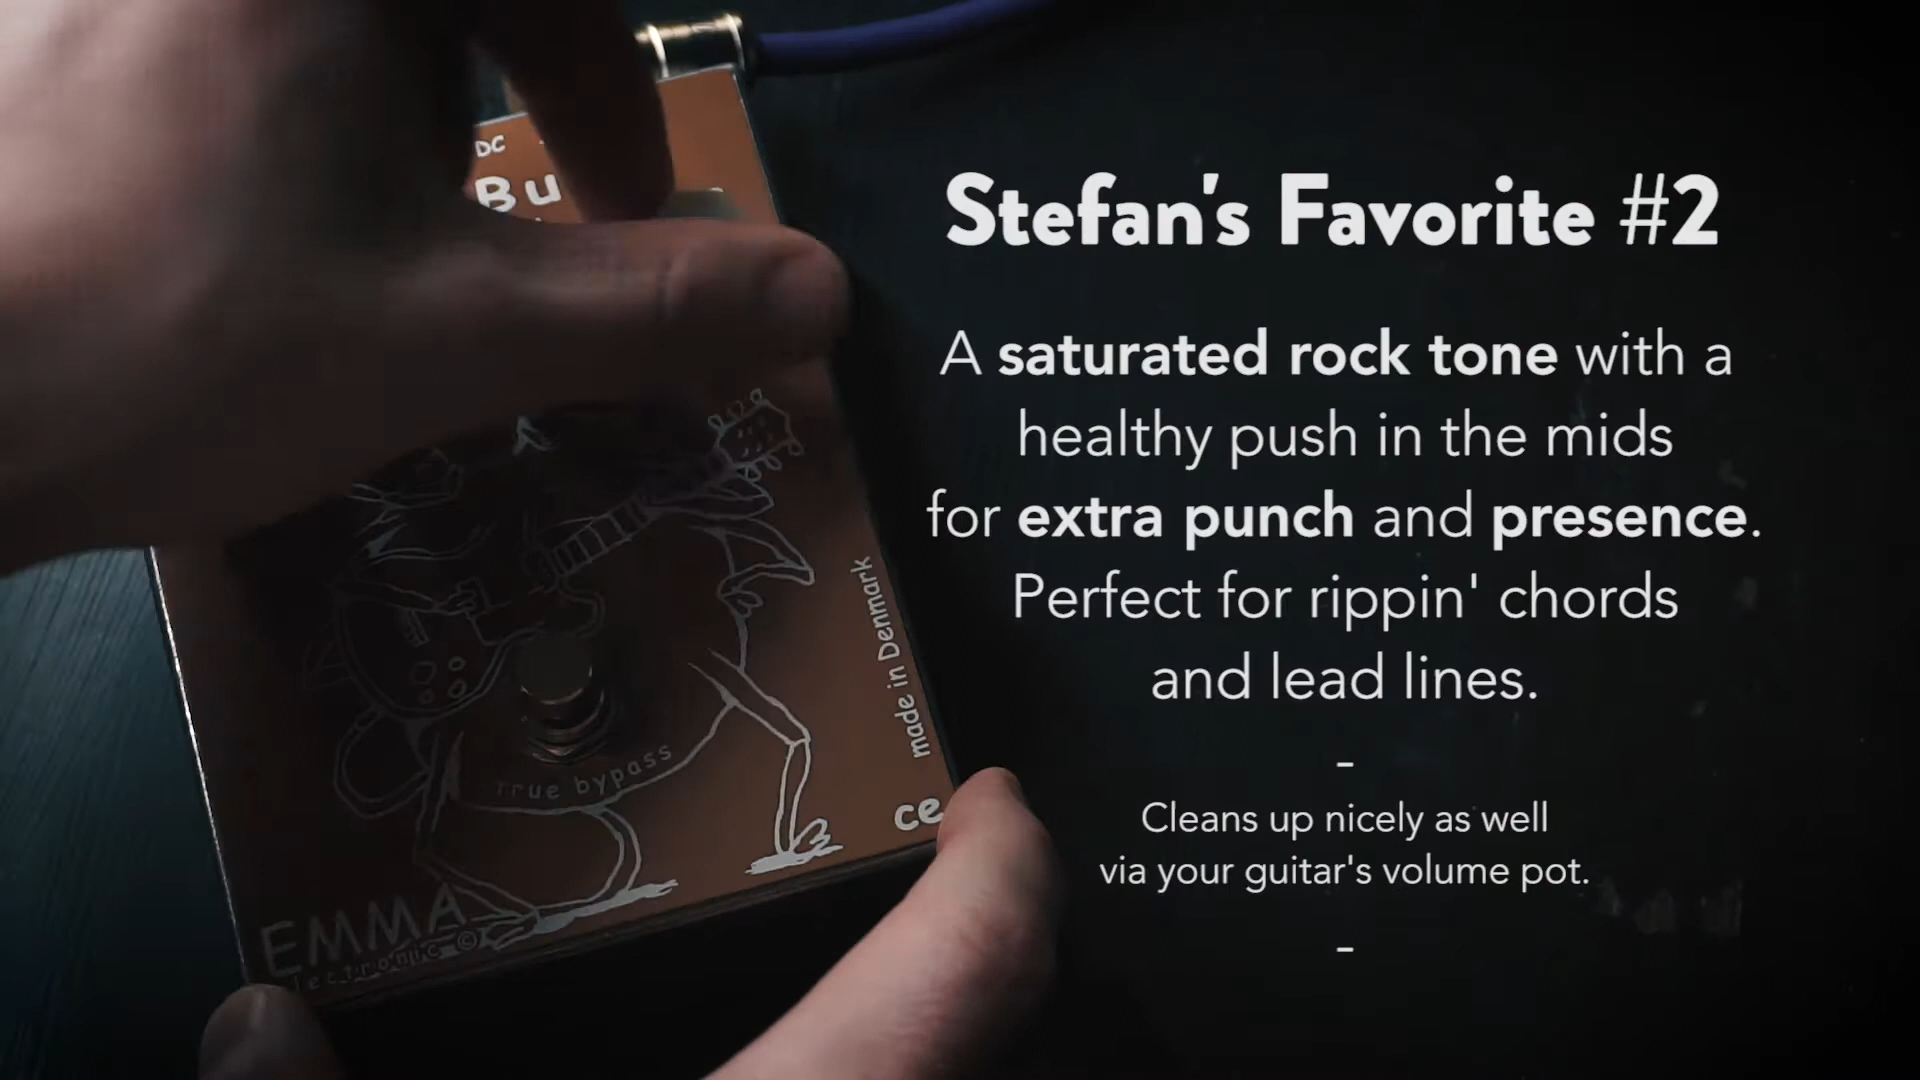 DC
Bu
true bypass
made in Denmark
CE
EMMA
lectronic ©
Stefan's Favorite #2
A saturated rock tone with a
healthy push in the mids
for extra punch and presence.
Perfect for rippin' chords
and lead lines.
-
Cleans up nicely as well
via your guitar's volume pot.
-